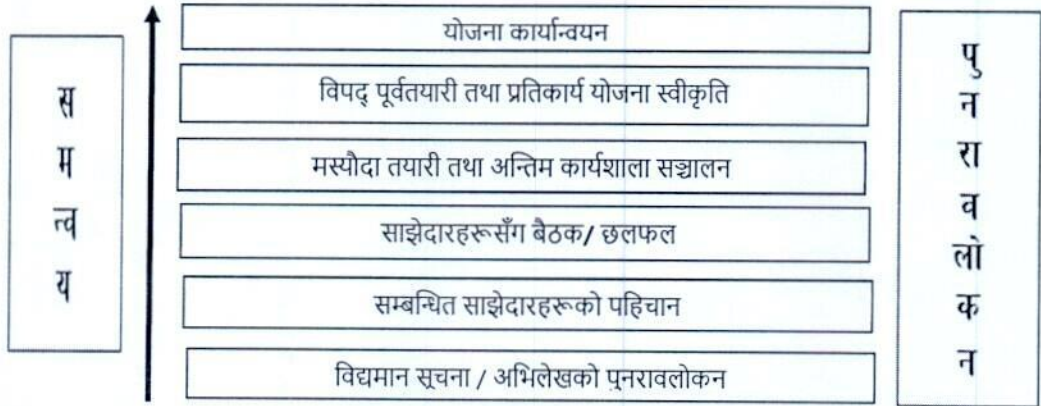 स
म
न्व
य
योजना कार्यान्वयन
विपद् पूर्वतयारी तथा प्रतिकार्य योजना स्वीकृति
मस्यौदा तयारी तथा अन्तिम कार्यशाला सञ्चालन
साझेदारहरूसँग बैठक/ छलफल
सम्बन्धित साझेदारहरूको पहिचान
विद्यमान सूचना / अभिलेखको पुनरावलोकन
पु
न
रा
व
लो
क
न